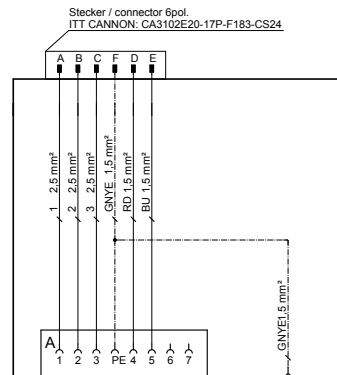 Stecker / connector 6pol.
ITT CANNON: CA3102E20-17P-F183-CS24
A B C F D E
1 2,5 mm²
2 2,5 mm²
3 2,5 mm²
GNYE 1,5 mm²
RD 1,5 mm²
BU 1,5 mm²
GNYE1,5 mm²
A
1 2 3 PE 4 5 6 7